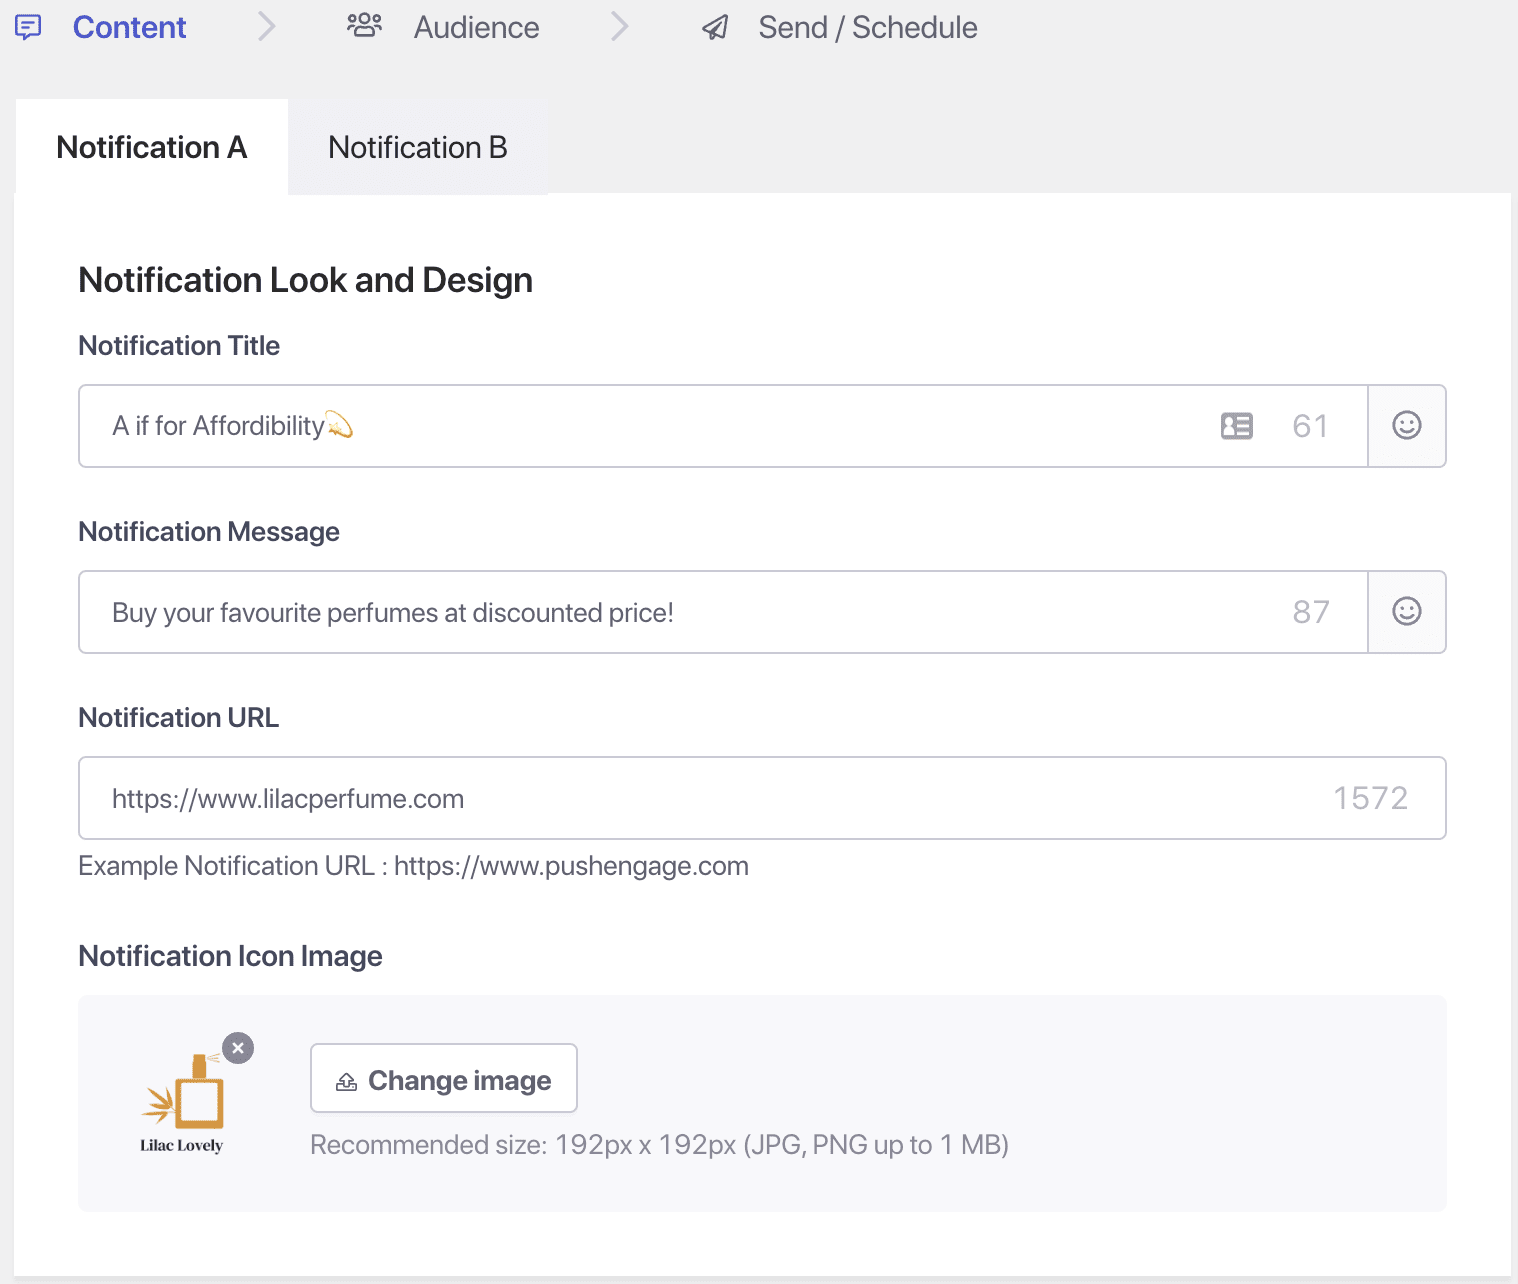 Content Audience Send / Schedule
Notification A Notification B
Notification Look and Design
Notification Title
A if for Affordibility💫 61
Notification Message
Buy your favourite perfumes at discounted price! 87
Notification URL
https://www.lilacperfume.com 1572
Example Notification URL : https://www.pushengage.com
Notification Icon Image
Change image
Lilac Lovely
Recommended size: 192px x 192px (JPG, PNG up to 1 MB)